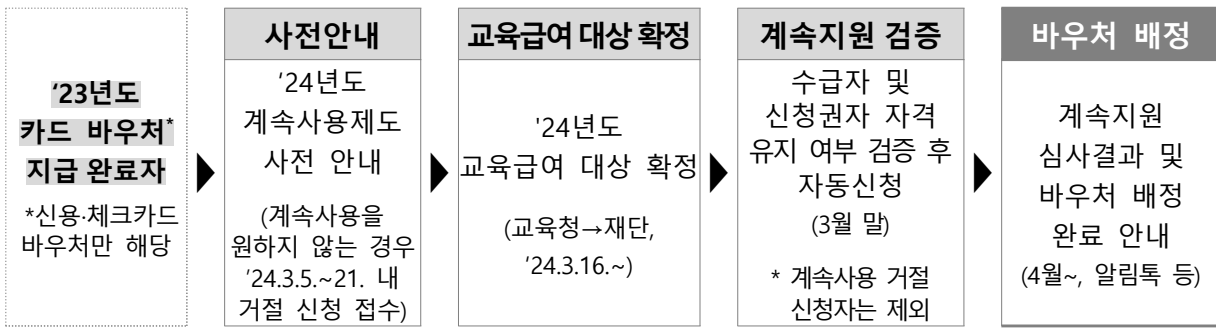 ‘23년도
카드 바우처*
지급 완료자
*신용·체크카드
바우처만 해당
사전안내
’24년도
계속사용제도
사전 안내
(계속사용을
원하지 않는 경우
’24.3.5.~21. 내
거절 신청 접수)
교육급여 대상 확정
'24년도
교육급여 대상 확정
(교육청→재단,
’24.3.16.~)
계속지원 검증
수급자 및
신청권자 자격
유지 여부 검증 후
자동신청
(3월 말)
* 계속사용 거절
신청자는 제외
바우처 배정
계속지원
심사결과 및
바우처 배정
완료 안내
(4월~, 알림톡 등)